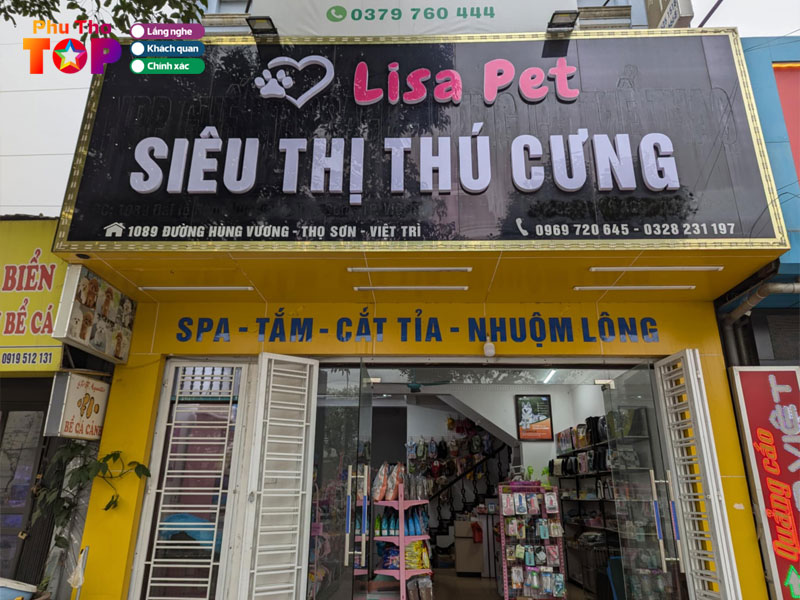 0379 760 444
Phú Thọ
TOP
Lắng nghe
Khách quan
Chính xác
Lisa Pet
SIÊU THỊ THÚ CƯNG
1089 ĐƯỜNG HÙNG VƯƠNG - THỌ SƠN - VIỆT TRÌ
0969 720 645 - 0328 231 197
SPA - TẮM - CẮT TỈA - NHUỘM LÔNG
BIỂN
BỂ CÁ
0919 512 131
BỂ CÁ CẢNH
Quảng cáo
VIỆT